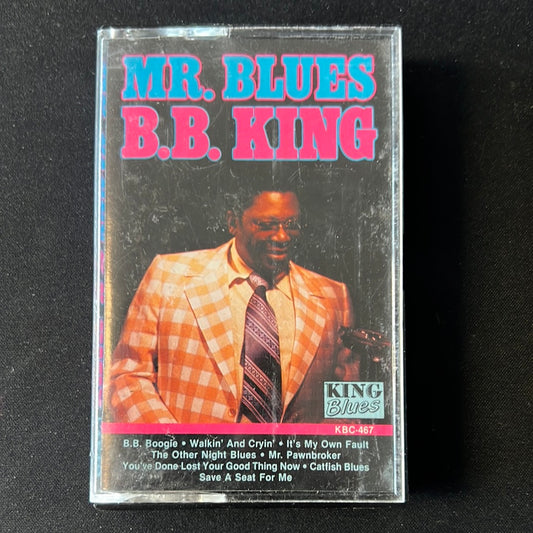 MR. BLUES
B.B. KING
KING
Blues
KBC-467
B.B. Boogie • Walkin' And Cryin' • It's My Own Fault
The Other Night Blues • Mr. Pawnbroker
You've Done Lost Your Good Thing Now • Catfish Blues
Save A Seat For Me